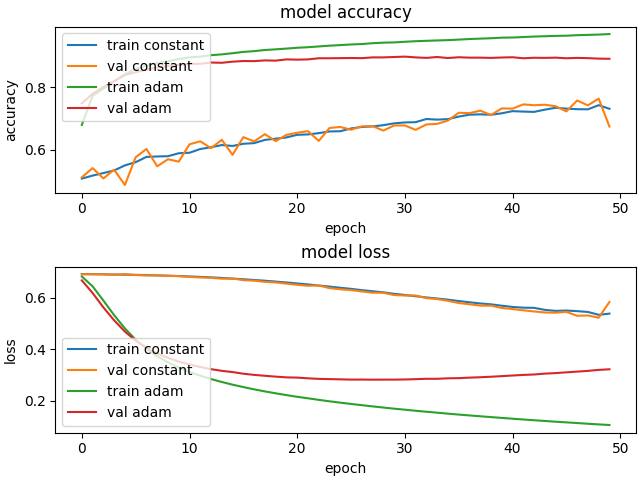 model accuracy
accuracy
0.8
0.6
train constant
val constant
train adam
val adam
0 10 20 30 40 50
epoch
model loss
loss
0.6
0.4
0.2
train constant
val constant
train adam
val adam
0 10 20 30 40 50
epoch